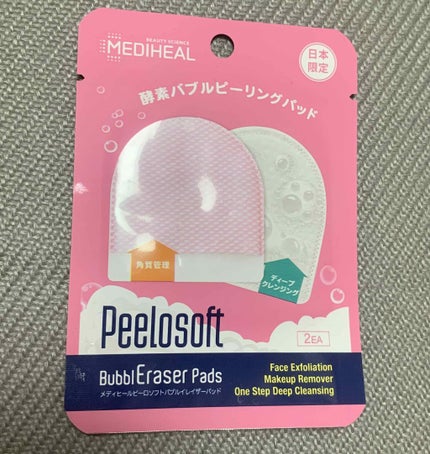 BEAUTY SCIENCE
MEDIHEAL
日本
限定
酵素バブルピーリングパッド
角質管理
ディープ
クレンジング
Peelosoft
2EA
BubblEraser Pads
メディヒールピーロソフトバブルイレイザーパッド
Face Exfoliation
Makeup Remover
One Step Deep Cleansing